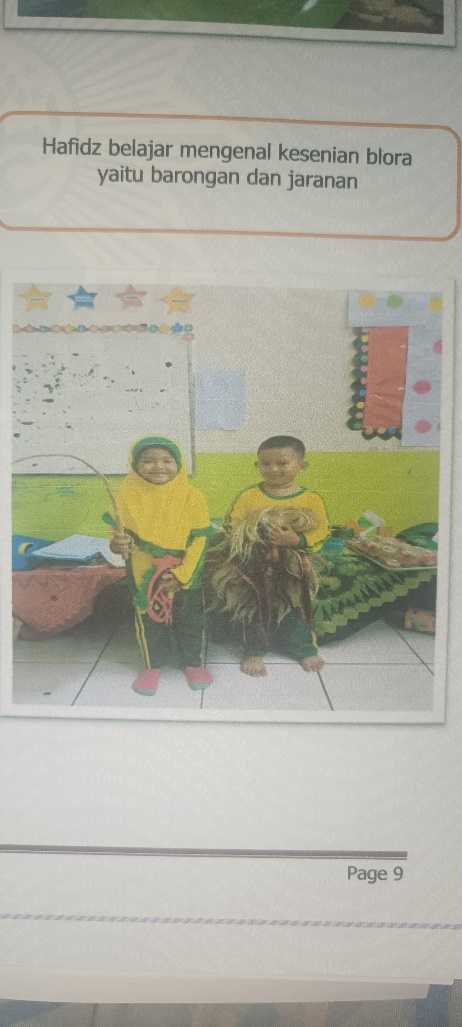 Hafidz belajar mengenal kesenian blora
yaitu barongan dan jaranan
Page 9